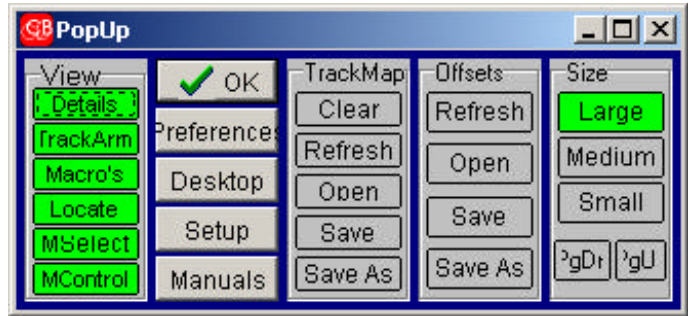 GB PopUp
View
Details
TrackArm
Macro's
Locate
MSelect
MControl
OK
Preferences
Desktop
Setup
Manuals
TrackMap
Clear
Refresh
Open
Save
Save As
Offsets
Refresh
Open
Save
Save As
Size
Large
Medium
Small